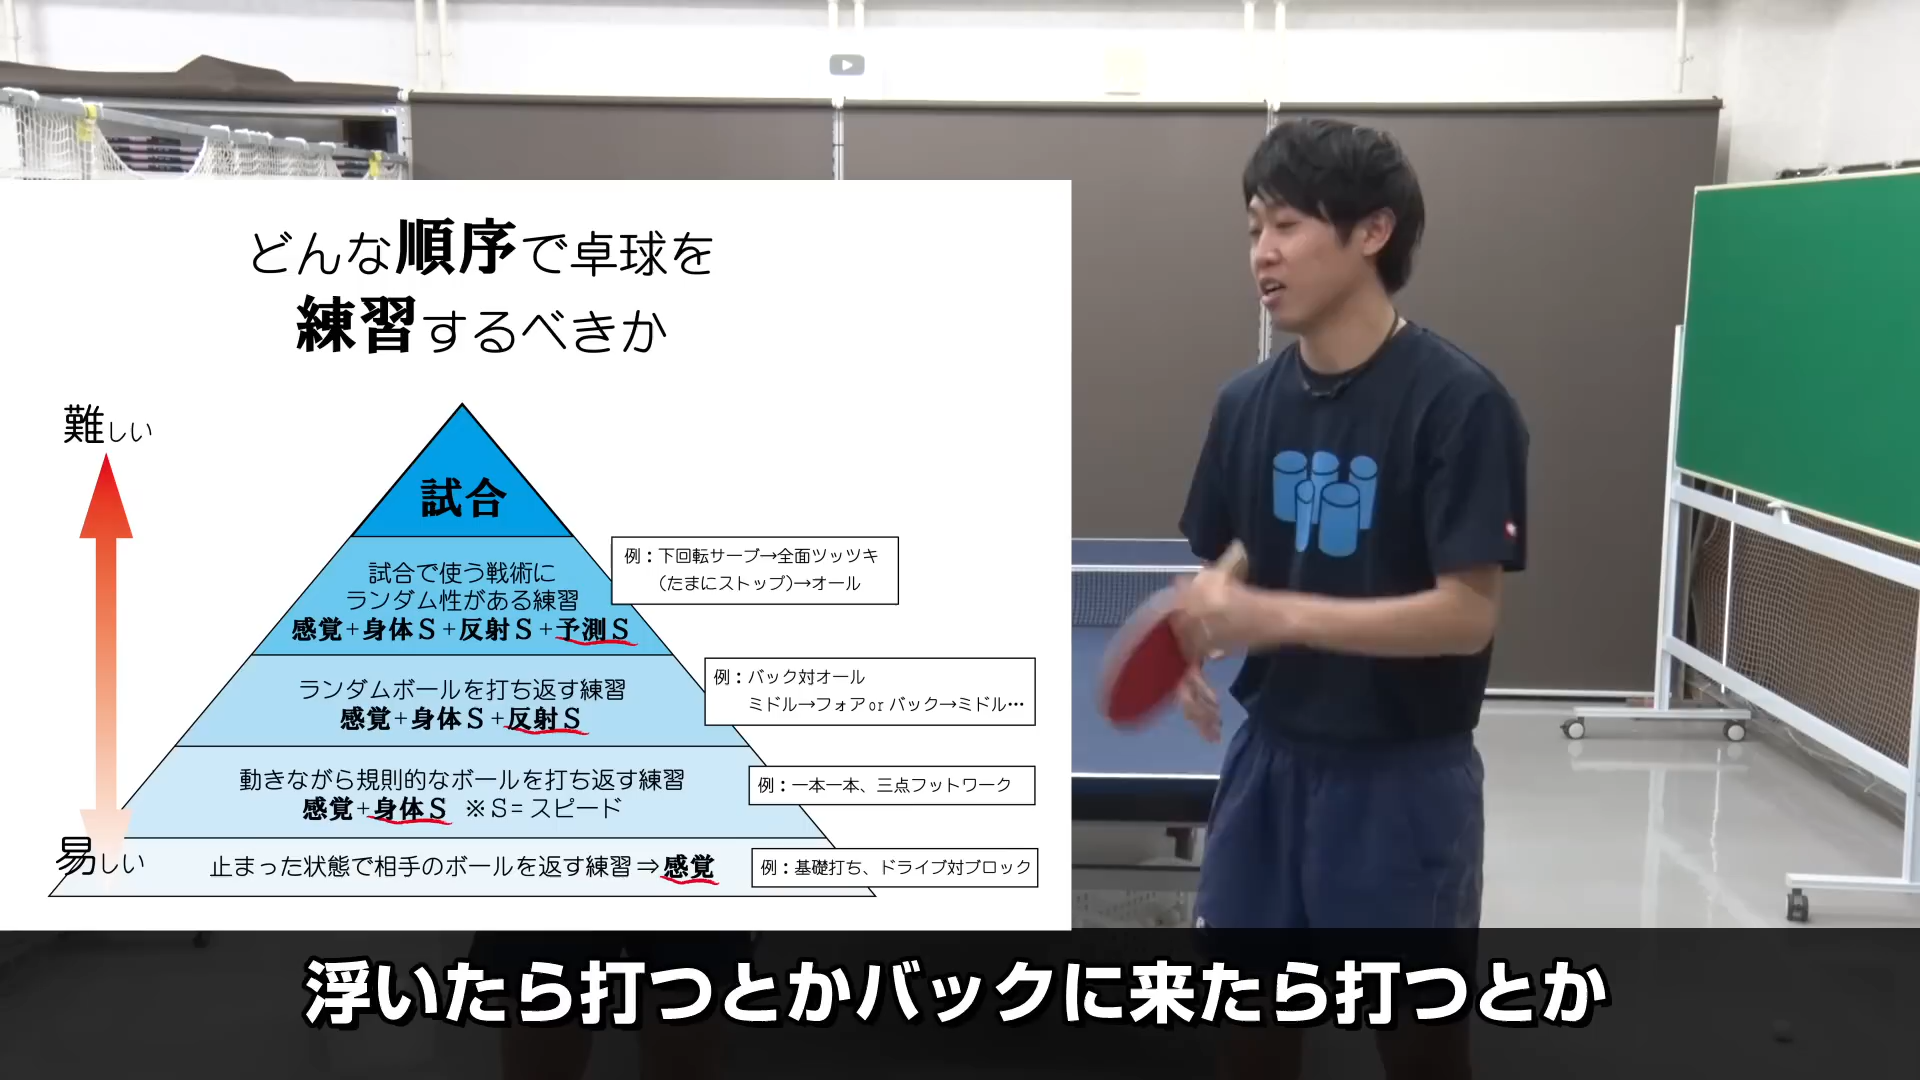 どんな順序で卓球を
練習するべきか
難しい
試合
例：下回転サーブ→全面ツッツキ
(たまにストップ)→オール
試合で使う戦術に
ランダム性がある練習
感覚+身体S+反射S+予測S
例：バック対オール
ミドル→フォアorバック→ミドル…
ランダムボールを打ち返す練習
感覚+身体S+反射S
動きながら規則的なボールを打ち返す練習
感覚+身体S ※S=スピード
例：一本一本、三点フットワーク
易しい
止まった状態で相手のボールを返す練習⇒感覚
例：基礎打ち、ドライブ対ブロック
浮いたら打つとかバックに来たら打つとか